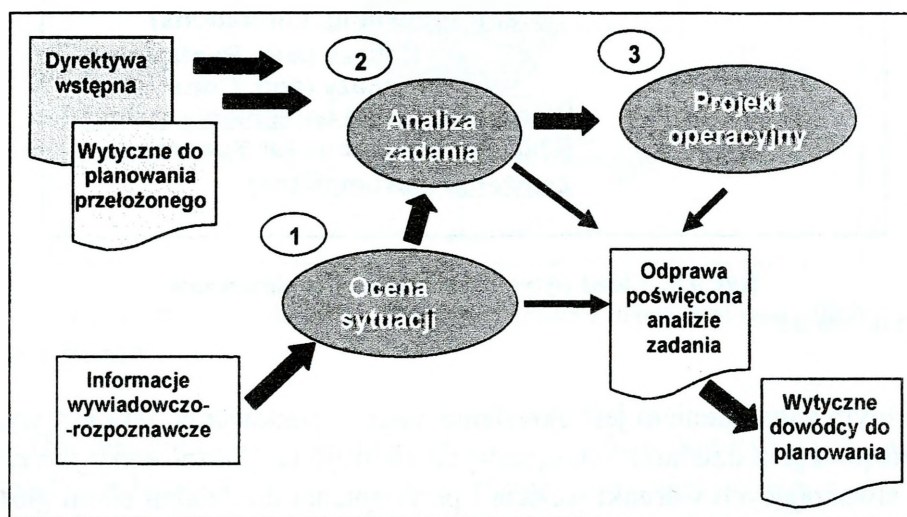 Dyrektywa
wstępna
Wytyczne do
planowania
przełożonego
2
Analiza
zadania
3
Projekt
operacyjny
1
Ocena
sytuacji
Informacje
wywiadowczo-
-rozpoznawcze
Odprawa
poświęcona
analizie
zadania
Wytyczne
dowódcy do
planowania